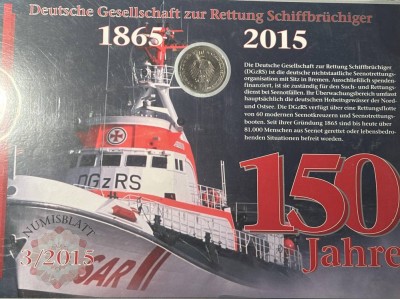 Deutsche Gesellschaft zur Rettung Schiffbrüchiger
1865 2015
Die Deutsche Gesellschaft zur Rettung Schiffbrüchiger
(DGzRS) ist die deutsche nichtstaatliche Seenotrettungs-
organisation mit Sitz in Bremen. Ausschließlich spenden-
finanziert, ist sie zuständig für den Such- und Rettungs-
dienst bei Seenotfällen. Ihr Überwachungsbereich umfasst
hauptsächlich die deutschen Hoheitsgewässer der Nord-
und Ostsee. Die DGzRS verfügt über eine Rettungsflotte
von 60 modernen Seenotkreuzern und Seenotrettungs-
booten. Seit ihrer Gründung 1865 sind bis heute über
81.000 Menschen aus Seenot gerettet oder lebensbedro-
henden Situationen befreit worden.
DGzRS
150
Jahre
NUMISBLATT
3/2015
SAR